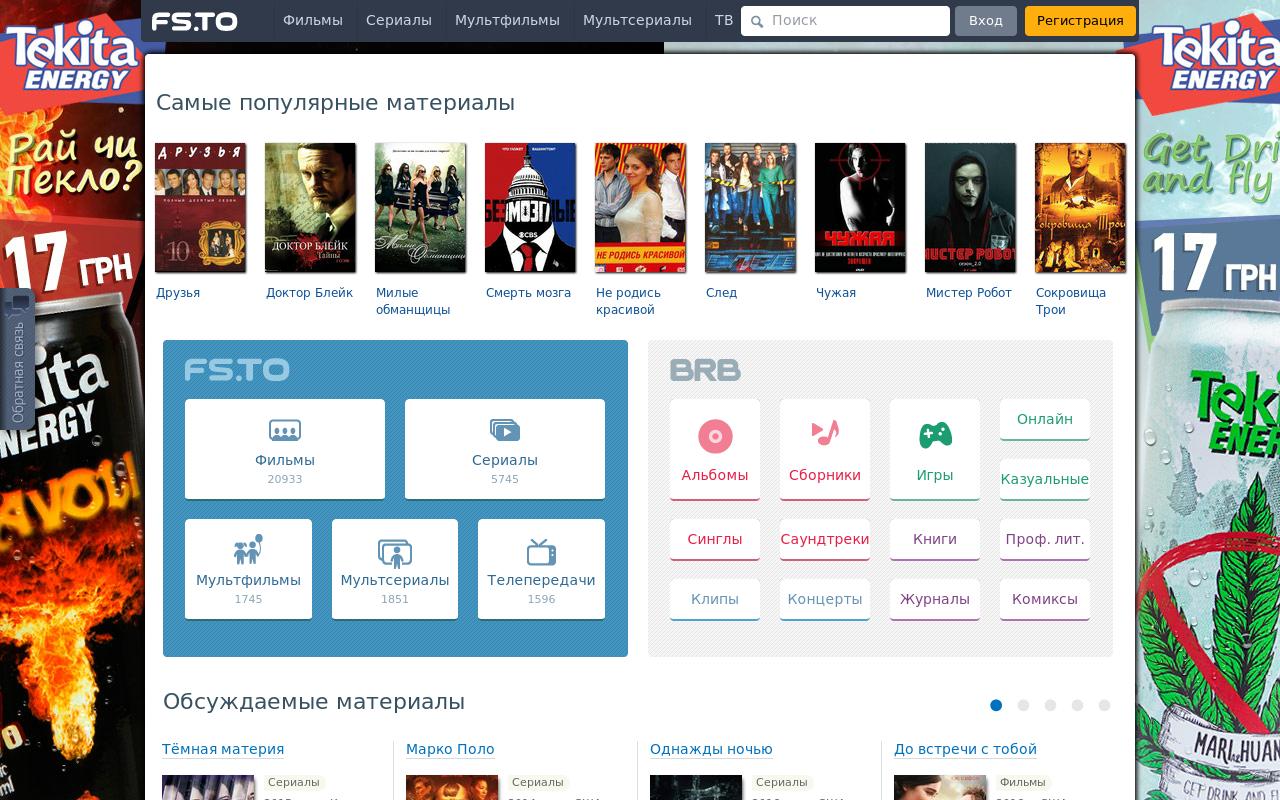 FS.TO
Фильмы
Сериалы
Мультфильмы
Мультсериалы
ТВ
Поиск
Вход
Регистрация
Tekita
ENERGY
Рай чи
Пекло?
17 ГРН
Обратная связь
Tekita
ENERGY
17 ГРН
Самые популярные материалы
Друзья
Доктор Блейк
Милые
обманщицы
Смерть мозга
Не родись
красивой
След
Чужая
Мистер Робот
Сокровища
Трои
FS.TO
Фильмы
20933
Сериалы
5745
Мультфильмы
1745
Мультсериалы
1851
Телепередачи
1596
BRB
Альбомы
Сборники
Игры
Онлайн
Казуальные
Синглы
Саундтреки
Книги
Проф. лит.
Клипы
Концерты
Журналы
Комиксы
Обсуждаемые материалы
Тёмная материя
Марко Поло
Однажды ночью
До встречи с тобой
Сериалы
Сериалы
Сериалы
Фильмы